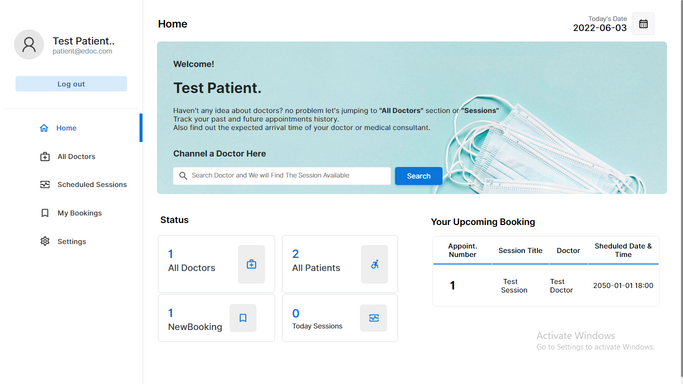 Test Patient..
patient@edoc.com
Log out
Home
All Doctors
Scheduled Sessions
My Bookings
Settings
Home
Today's Date
2022-06-03
Welcome!
Test Patient.
Haven't any idea about doctors? no problem let's jumping to "All Doctors" section or "Sessions"
Track your past and future appointments history.
Also find out the expected arrival time of your doctor or medical consultant.
Channel a Doctor Here
Search Doctor and We will Find The Session Available
Search
Status
1
All Doctors
2
All Patients
1
NewBooking
0
Today Sessions
Your Upcoming Booking
Appoint. Number
Session Title
Doctor
Sheduled Date & Time
1
Test Session
Test Doctor
2050-01-01 18:00
Activate Windows
Go to Settings to activate Windows.